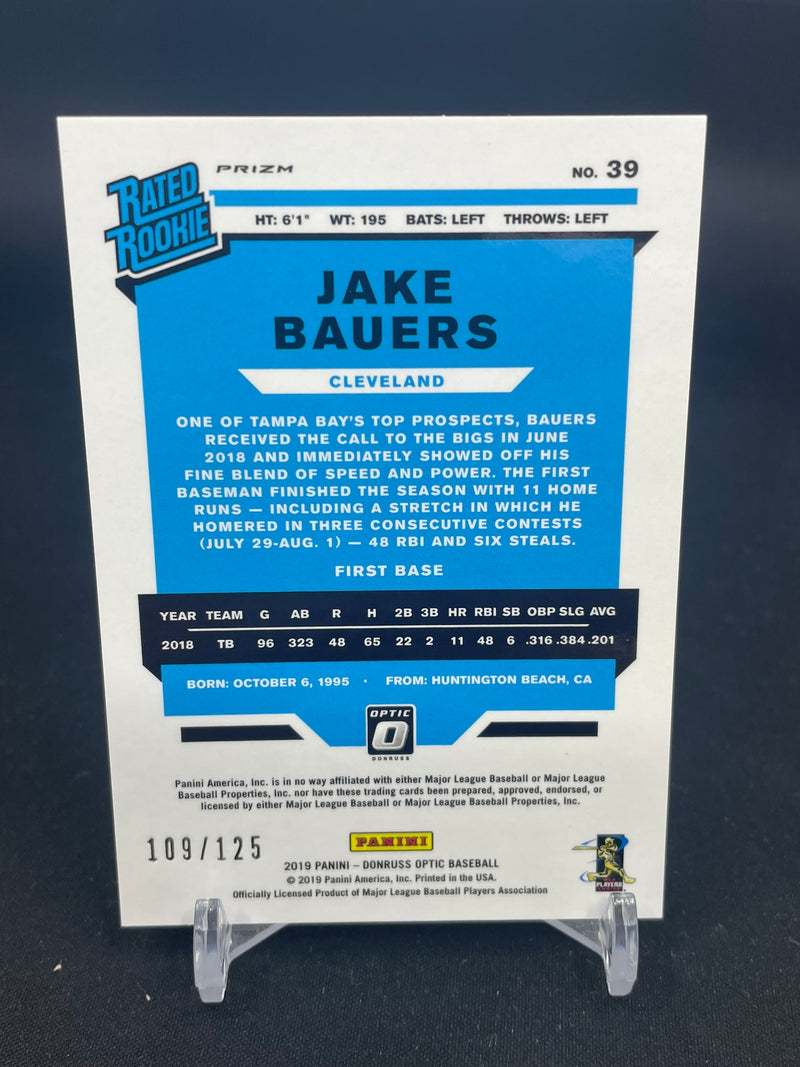 RATED
ROOKIE
PRIZM
NO. 39
HT: 6'1" WT: 195 BATS: LEFT THROWS: LEFT
JAKE
BAUERS
CLEVELAND
ONE OF TAMPA BAY'S TOP PROSPECTS, BAUERS
RECEIVED THE CALL TO THE BIGS IN JUNE
2018 AND IMMEDIATELY SHOWED OFF HIS
FINE BLEND OF SPEED AND POWER. THE FIRST
BASEMAN FINISHED THE SEASON WITH 11 HOME
RUNS — INCLUDING A STRETCH IN WHICH HE
HOMERED IN THREE CONSECUTIVE CONTESTS
(JULY 29-AUG. 1) — 48 RBI AND SIX STEALS.
FIRST BASE
YEAR TEAM G AB R H 2B 3B HR RBI SB OBP SLG AVG
2018 TB 96 323 48 65 22 2 11 48 6 .316 .384 .201
BORN: OCTOBER 6, 1995 · FROM: HUNTINGTON BEACH, CA
OPTIC
DONRUSS
Panini America, Inc. is in no way affiliated with either Major League Baseball or Major League
Baseball Properties, Inc. nor have these trading cards been prepared, approved, endorsed, or
licensed by either Major League Baseball or Major League Baseball Properties, Inc.
109/125
PANINI
2019 PANINI – DONRUSS OPTIC BASEBALL
© 2019 Panini America, Inc. Printed in the USA.
Officially Licensed Product of Major League Baseball Players Association
PLAYERS